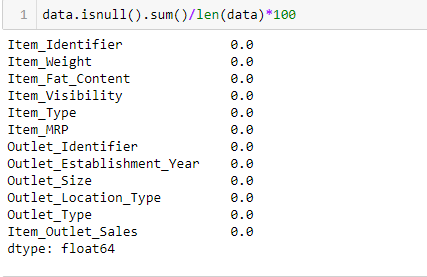 1 data.isnull().sum()/len(data)*100
Item_Identifier 0.0
Item_Weight 0.0
Item_Fat_Content 0.0
Item_Visibility 0.0
Item_Type 0.0
Item_MRP 0.0
Outlet_Identifier 0.0
Outlet_Establishment_Year 0.0
Outlet_Size 0.0
Outlet_Location_Type 0.0
Outlet_Type 0.0
Item_Outlet_Sales 0.0
dtype: float64